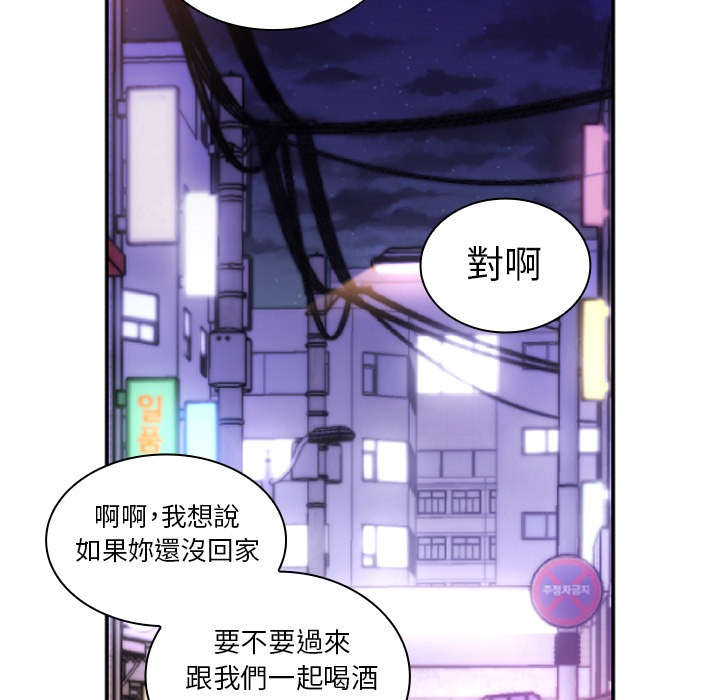 對啊
일품
啊啊，我想說
如果妳還沒回家
주정차금지
要不要過來
跟我們一起喝酒